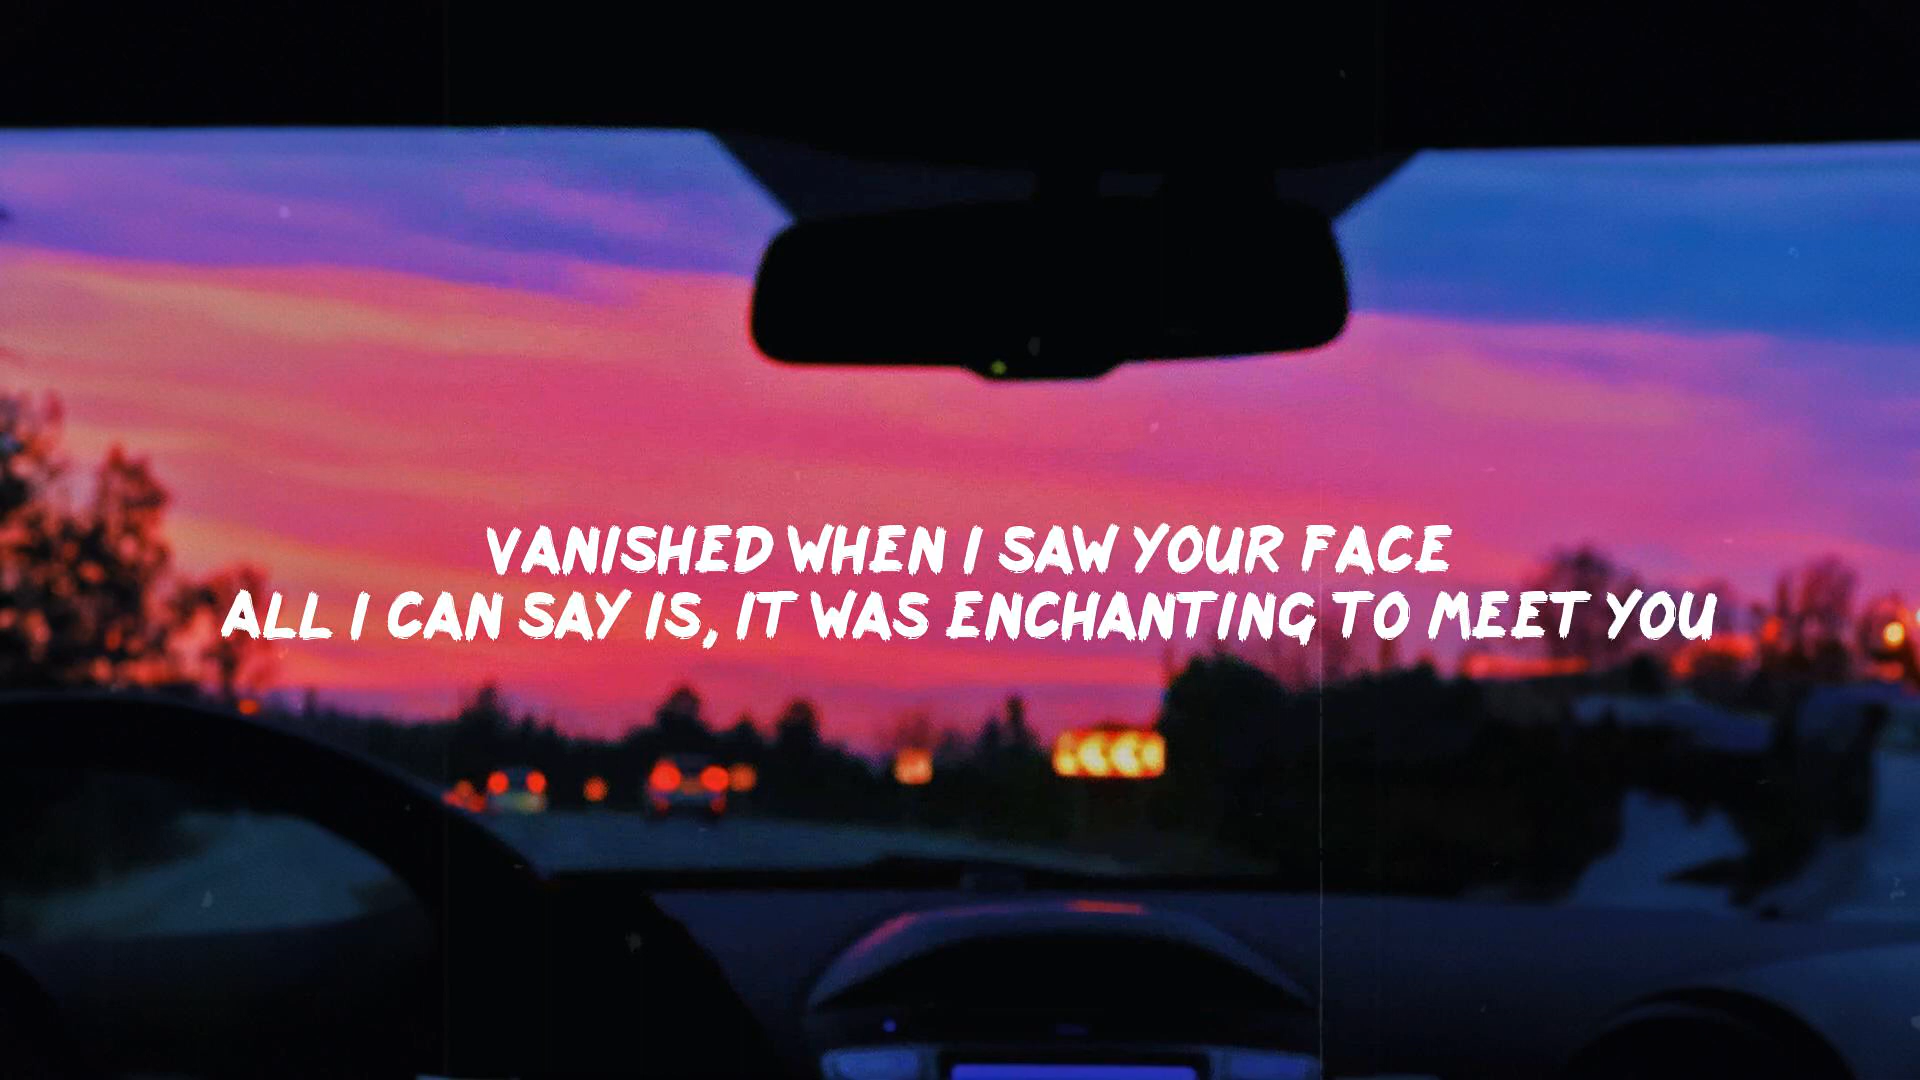 VANISHED WHEN I SAW YOUR FACE
ALL I CAN SAY IS, IT WAS ENCHANTING TO MEET YOU